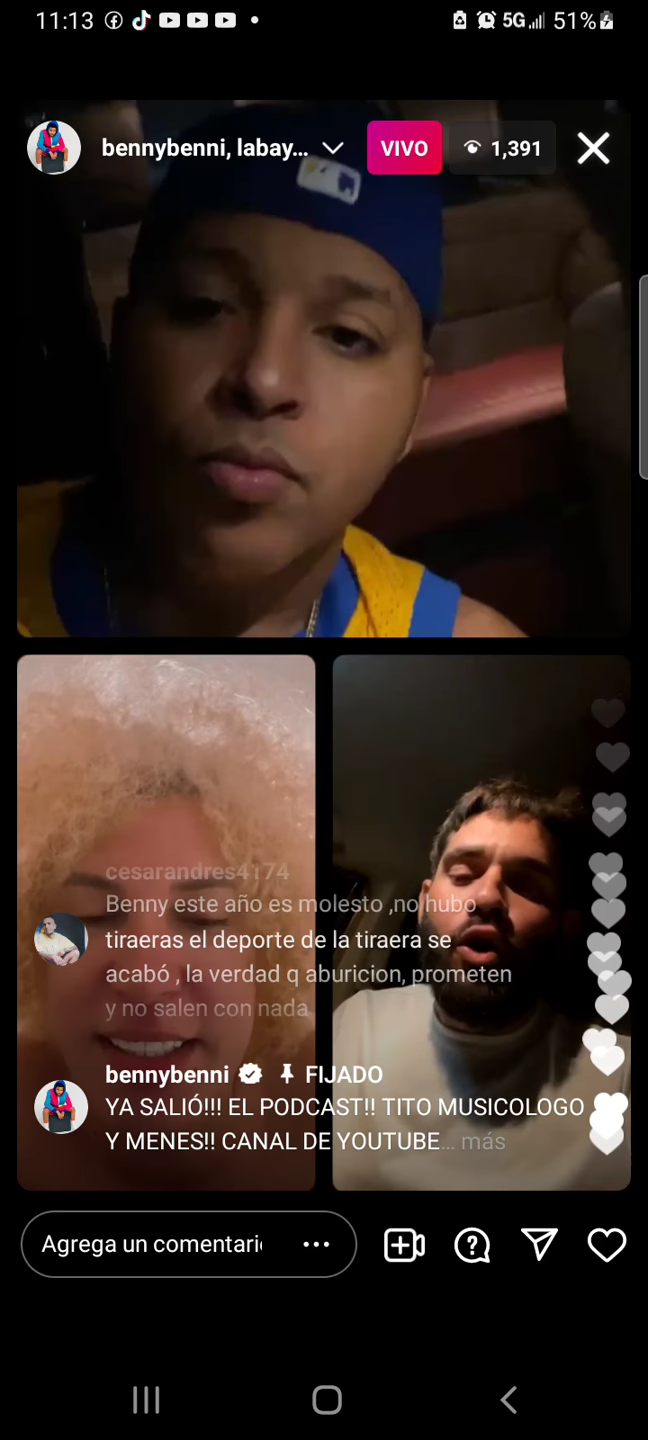 11:13
5G
51%
bennybenni, labay...
VIVO
1,391
cesarandres4174
Benny este año es molesto ,no hubo
tiraeras el deporte de la tiraera se
acabó , la verdad q aburicion, prometen
y no salen con nada
bennybenni FIJADO
YA SALIÓ!!! EL PODCAST!! TITO MUSICOLOGO
Y MENES!! CANAL DE YOUTUBE... más
Agrega un comentari